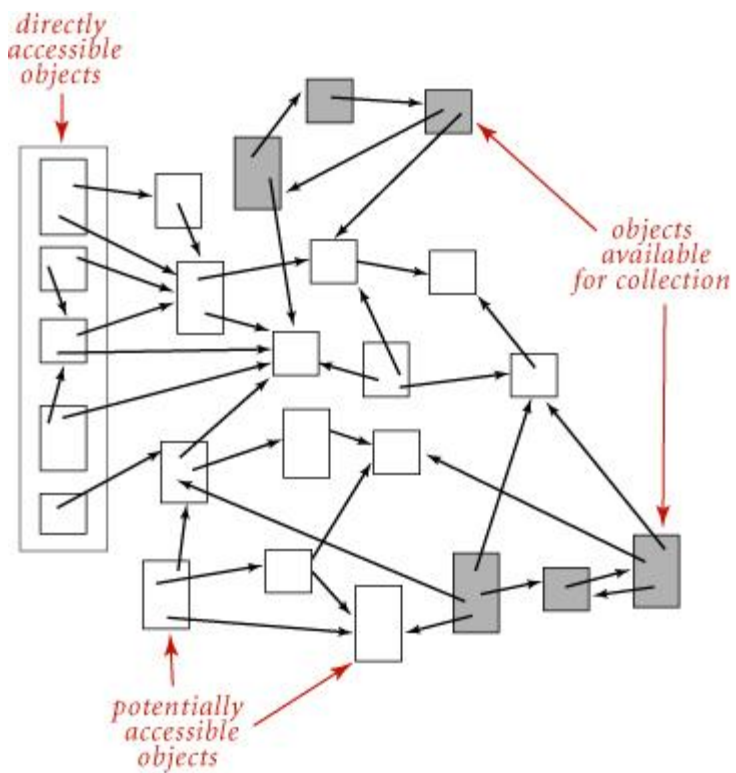 directly
accessible
objects
objects
available
for collection
potentially
accessible
objects